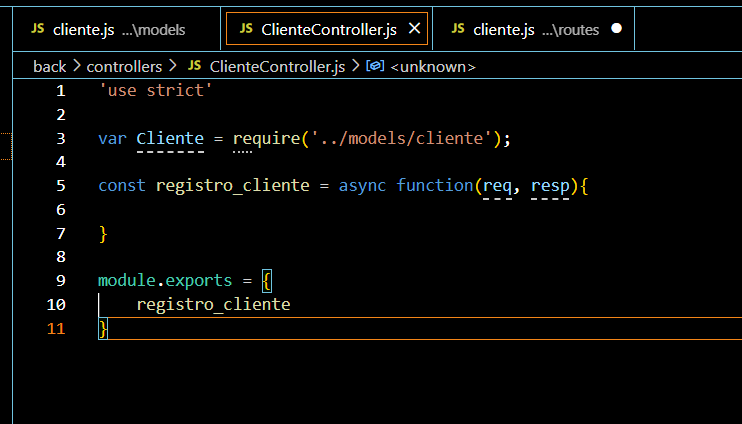 JS cliente.js ...\models JS ClienteController.js × JS cliente.js ...\routes ●
back > controllers > JS ClienteController.js > <unknown>
1 'use strict'
2
3 var Cliente = require('../models/cliente');
4
5 const registro_cliente = async function(req, resp){
6
7 }
8
9 module.exports = {
10     registro_cliente
11 }